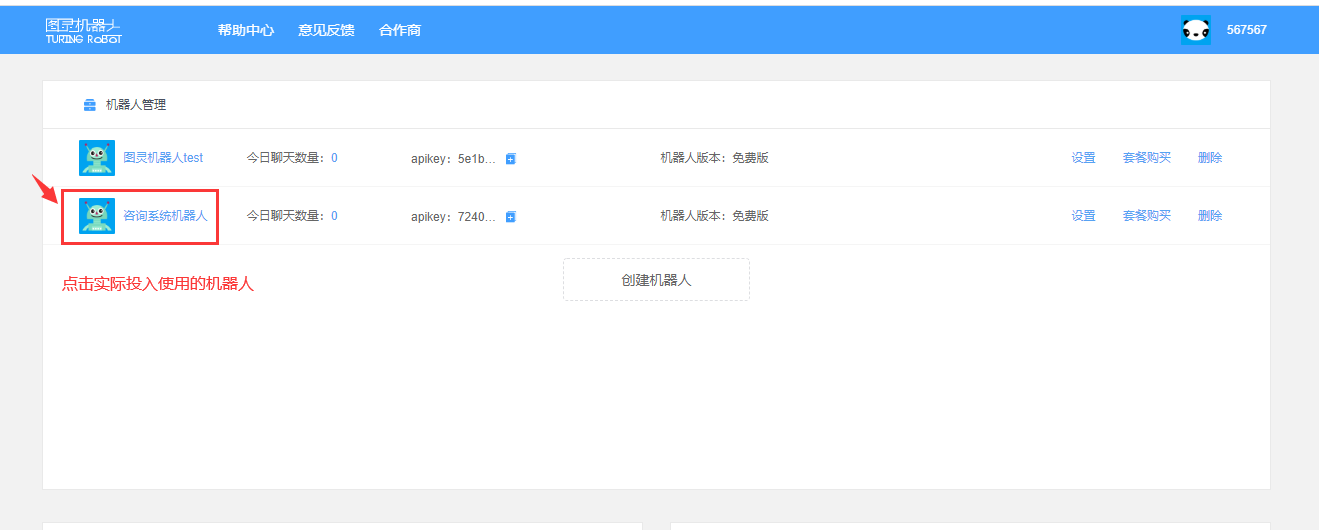 图灵机器人
TURING ROBOT
帮助中心 意见反馈 合作商 567567
机器人管理
图灵机器人test 今日聊天数量：0 apikey：5e1b... 机器人版本：免费版 设置 套餐购买 删除
咨询系统机器人 今日聊天数量：0 apikey：7240... 机器人版本：免费版 设置 套餐购买 删除
点击实际投入使用的机器人
创建机器人